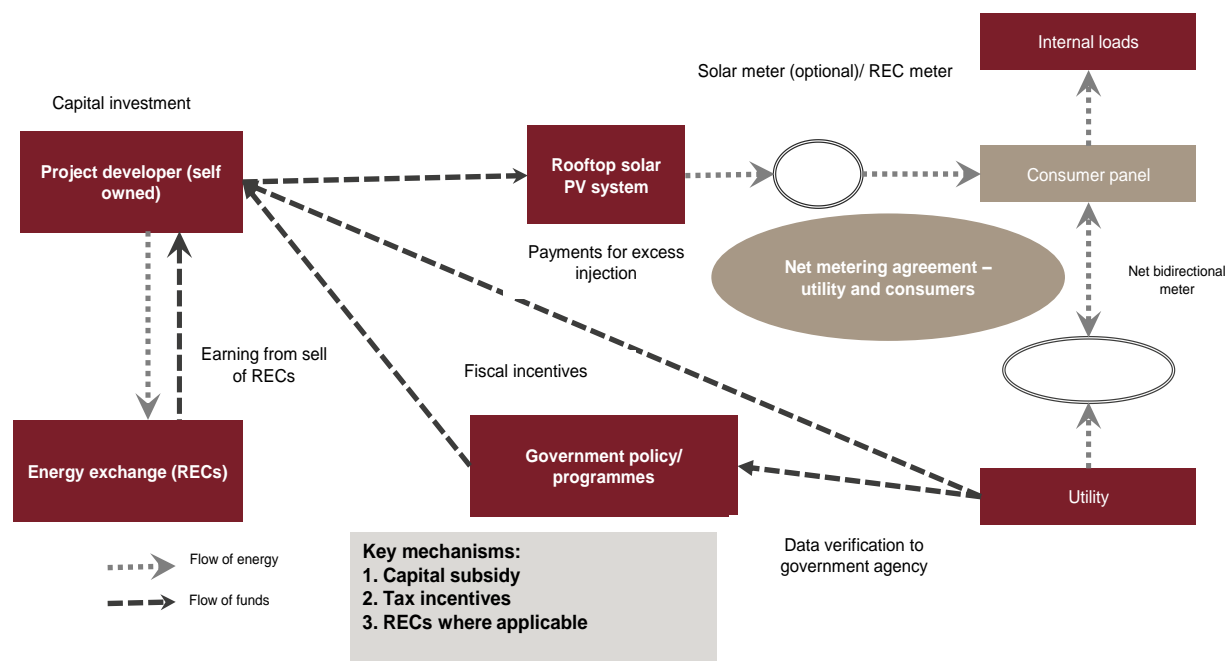 Internal loads
Solar meter (optional)/ REC meter
Capital investment
Project developer (self
owned)
Rooftop solar
PV system
Consumer panel
Payments for excess
injection
Net metering agreement –
utility and consumers
Net bidirectional
meter
Earning from sell
of RECs
Fiscal incentives
Energy exchange (RECs)
Government policy/
programmes
Utility
Flow of energy
Flow of funds
Key mechanisms:
1. Capital subsidy
2. Tax incentives
3. RECs where applicable
Data verification to
government agency